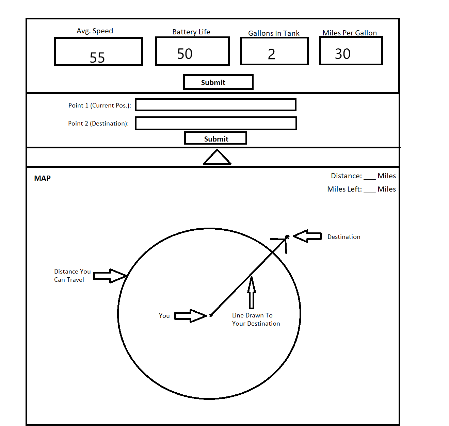 Avg. Speed Battery Life Gallons In Tank Miles Per Gallon
55 50 2 30
Submit
Point 1 (Current Pos.):
Point 2 (Destination):
Submit
MAP
Distance: ___ Miles
Miles Left: ___ Miles
Destination
Distance You
Can Travel
You
Line Drawn To
Your Destination